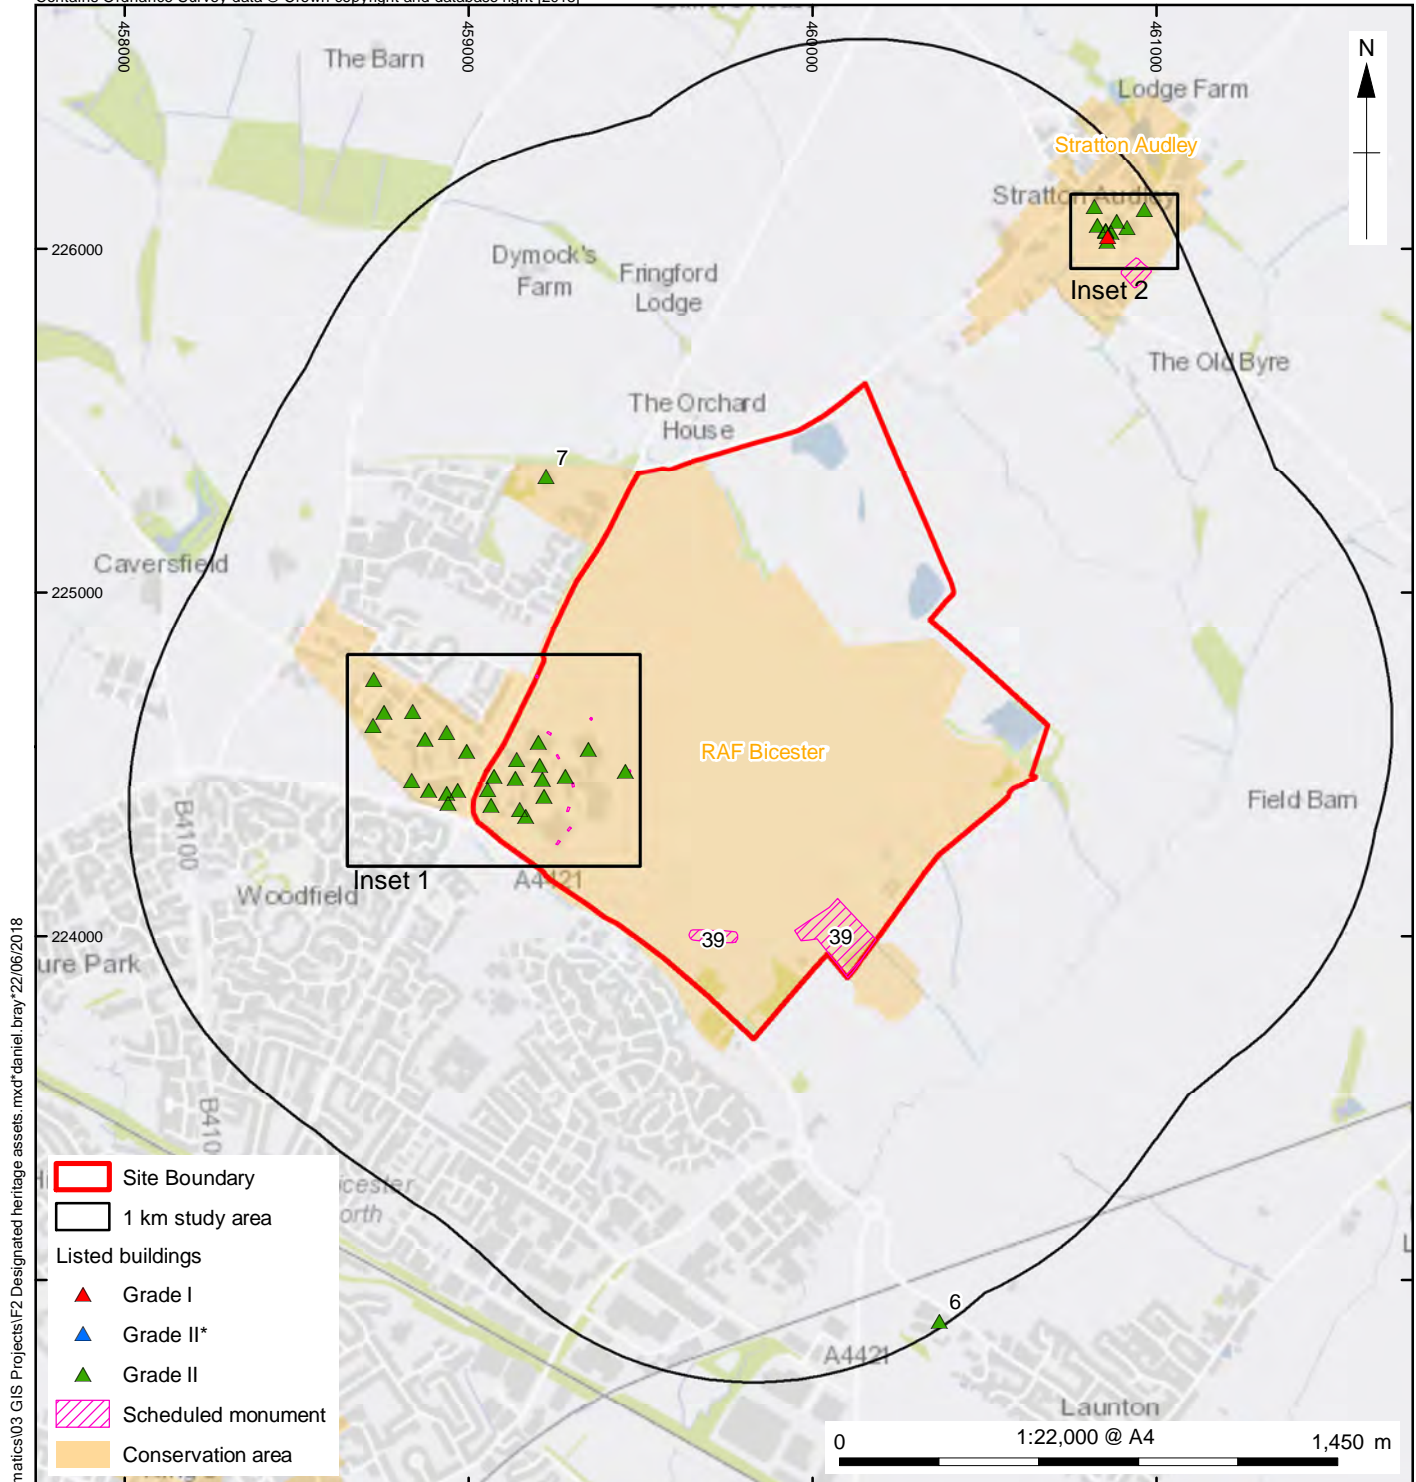 458000
459000
460000
461000
The Barn
N
Lodge Farm
Stratton Audley
Stratton Audley
226000
Dymock's
Farm
Fringford
Lodge
Inset 2
The Old Byre
The Orchard
House
7
Caversfield
225000
RAF Bicester
Field Barn
B4100
Inset 1
A4421
Woodfield
224000
39
39
ure Park
B410
icester
orth
Site Boundary
1 km study area
Listed buildings
Grade I
Grade II*
Grade II
Scheduled monument
Conservation area
6
A4421
Launton
0
1:22,000 @ A4
1,450 m
matics\03 GIS Projects\F2 Designated heritage assets.mxd*daniel.bray*22/06/2018